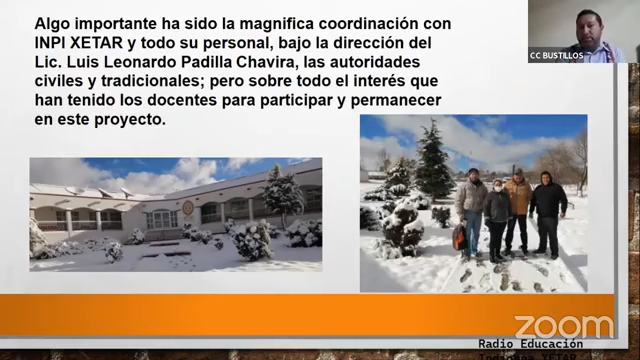 Algo importante ha sido la magnifica coordinación con
INPI XETAR y todo su personal, bajo la dirección del
Lic. Luis Leonardo Padilla Chavira, las autoridades
civiles y tradicionales; pero sobre todo el interés que
han tenido los docentes para participar y permanecer
en este proyecto.
CC BUSTILLOS
zoom
Radio Educación
Indígena XETAR